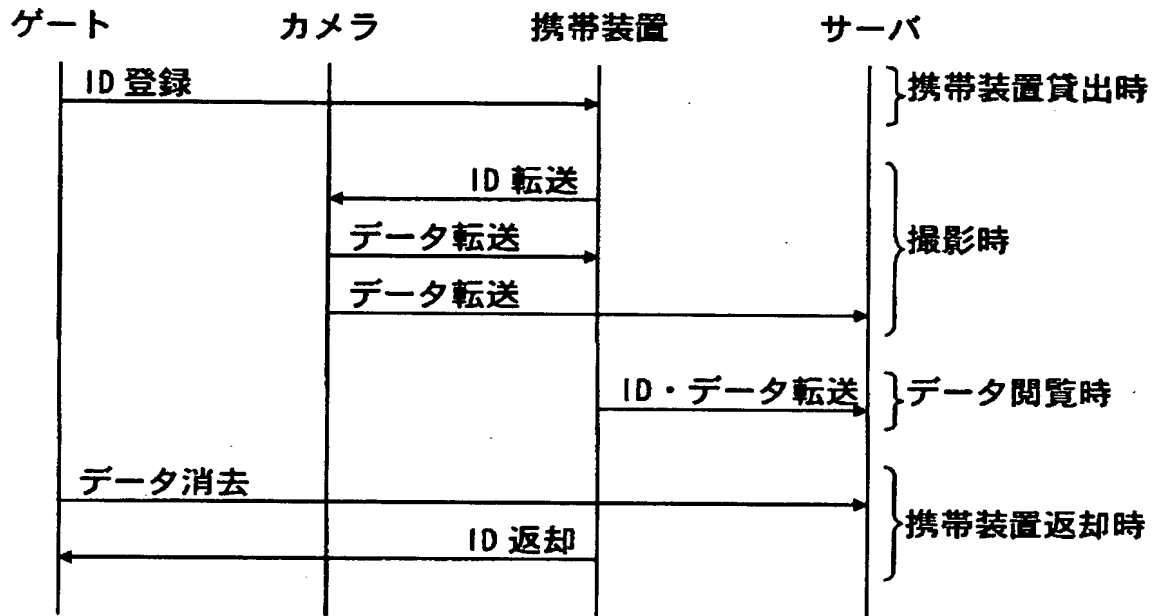 ゲート カメラ 携帯装置 サーバ
ID 登録
携帯装置貸出時
ID 転送
データ転送
撮影時
データ転送
ID・データ転送
データ閲覧時
データ消去
携帯装置返却時
ID 返却